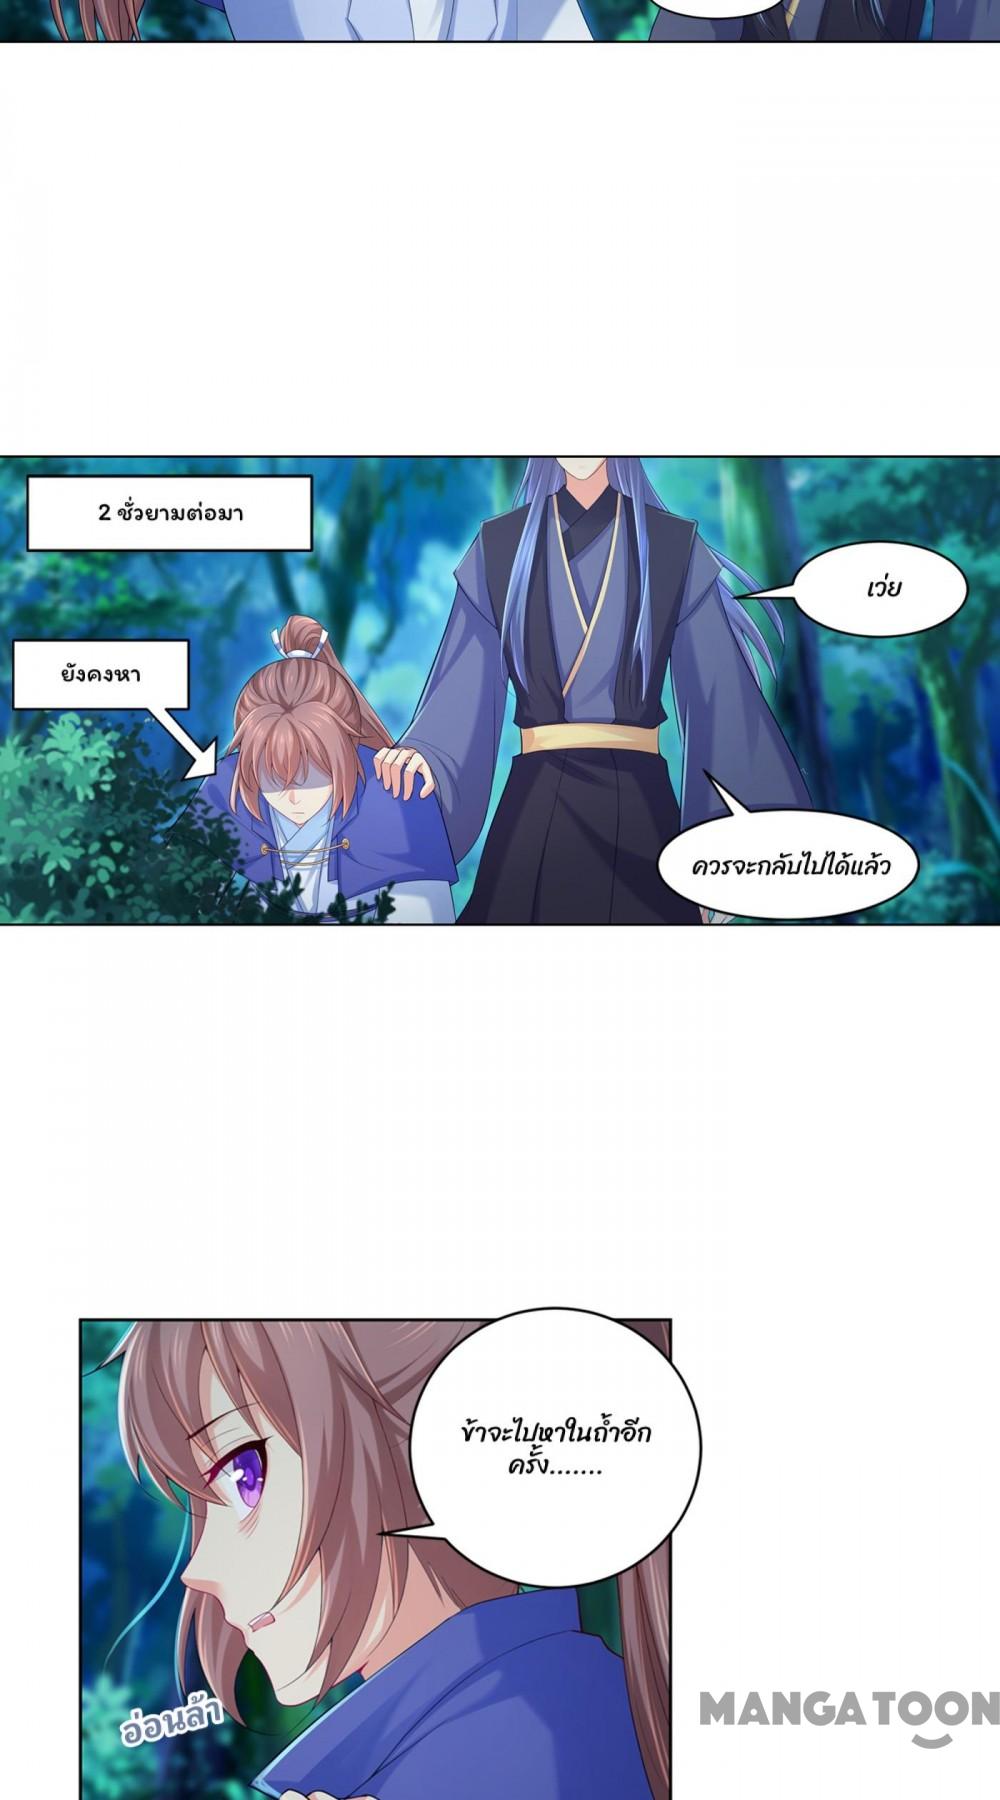 2 ชั่วยามต่อมา
เว่ย
ยังคงหา
ควรจะกลับไปได้แล้ว
ข้าจะไปหาในถ้ำอีก
ครั้ง.......
อ่อนล้า
MANGATOON